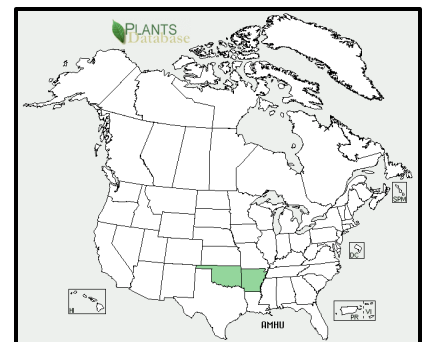 PLANTS
Database
SPM
DC
HI
VI
PR
AMHU